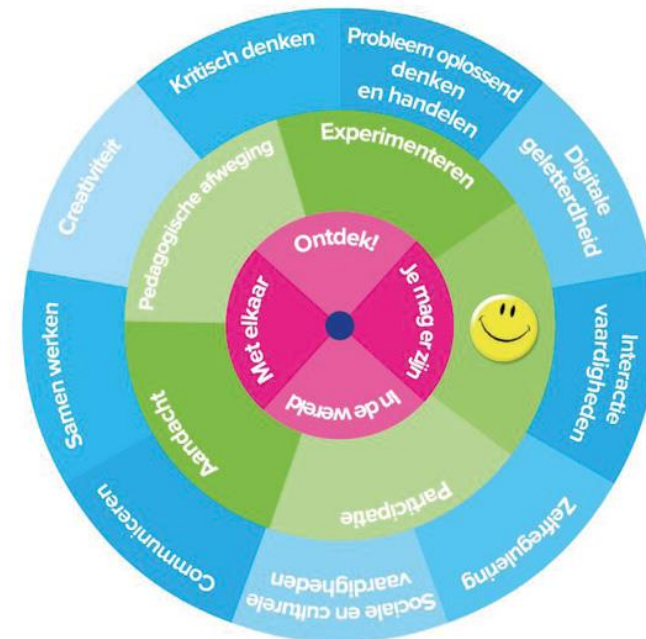 Kritisch denken
Probleem oplossend
denken
en handelen
Digitale
geletterdheid
Interactie
vaardigheden
Zelfregulering
Sociale en culturele
vaardigheden
Communiceren
Samen werken
Creativiteit
Experimenteren
Participatie
Aandacht
Pedagogische afweging
Ontdek!
Je mag er zijn
In de wereld
Met elkaar